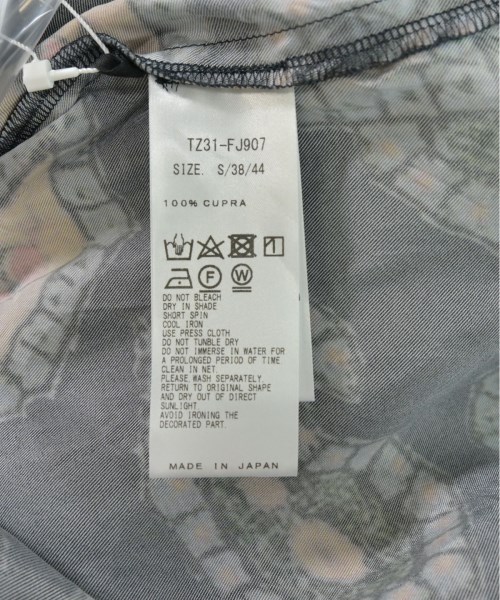 TZ31-FJ907
SIZE. S/38/44
100% CUPRA
F W
DO NOT BLEACH
DRY IN SHADE
SHORT SPIN
COOL IRON
USE PRESS CLOTH
DO NOT TUMBLE DRY
DO NOT IMMERSE IN WATER FOR
A PROLONGED PERIOD OF TIME
CLEAN IN NET.
PLEASE WASH SEPARATELY
RETURN TO ORIGINAL SHAPE
AND DRY OUT OF DIRECT
SUNLIGHT
AVOID IRONING THE
DECORATED PART.
MADE IN JAPAN